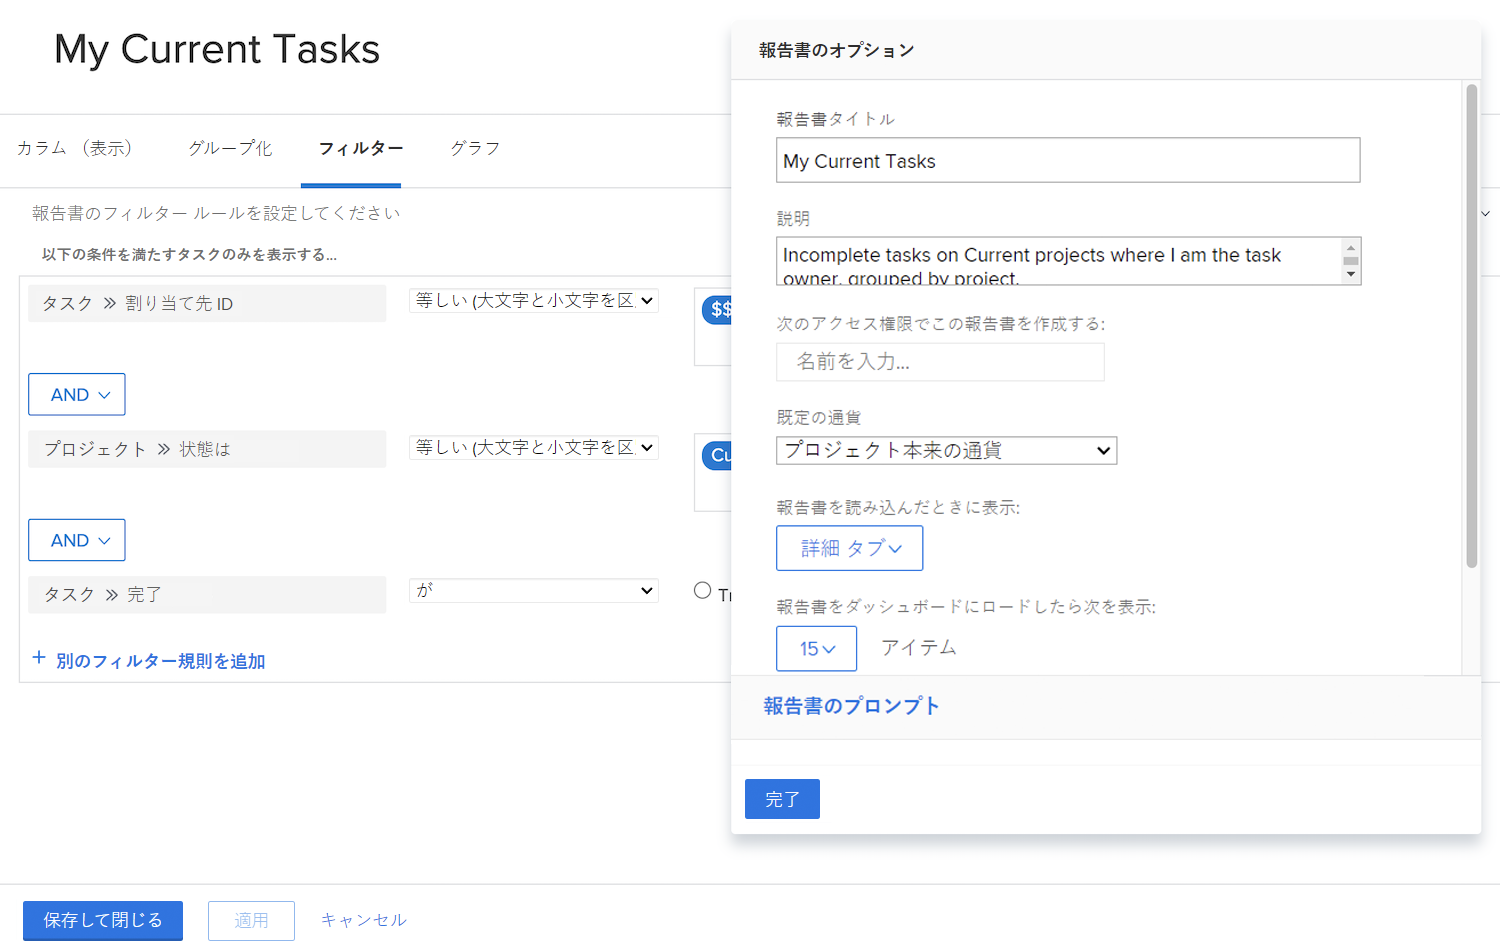 My Current Tasks
カラム （表示）
グループ化
フィルター
グラフ
報告書のフィルター ルールを設定してください
以下の条件を満たすタスクのみを表示する...
タスク » 割り当て先 ID
等しい (大文字と小文字を区
$$
AND
プロジェクト » 状態は
等しい (大文字と小文字を区
Cu
AND
タスク » 完了
が
+ 別のフィルター規則を追加
報告書のオプション
報告書タイトル
My Current Tasks
説明
Incomplete tasks on Current projects where I am the task
owner, grouped by project.
次のアクセス権限でこの報告書を作成する:
名前を入力...
既定の通貨
プロジェクト本来の通貨
報告書を読み込んだときに表示:
詳細 タブ
報告書をダッシュボードにロードしたら次を表示:
15
アイテム
報告書のプロンプト
完了
保存して閉じる
適用
キャンセル